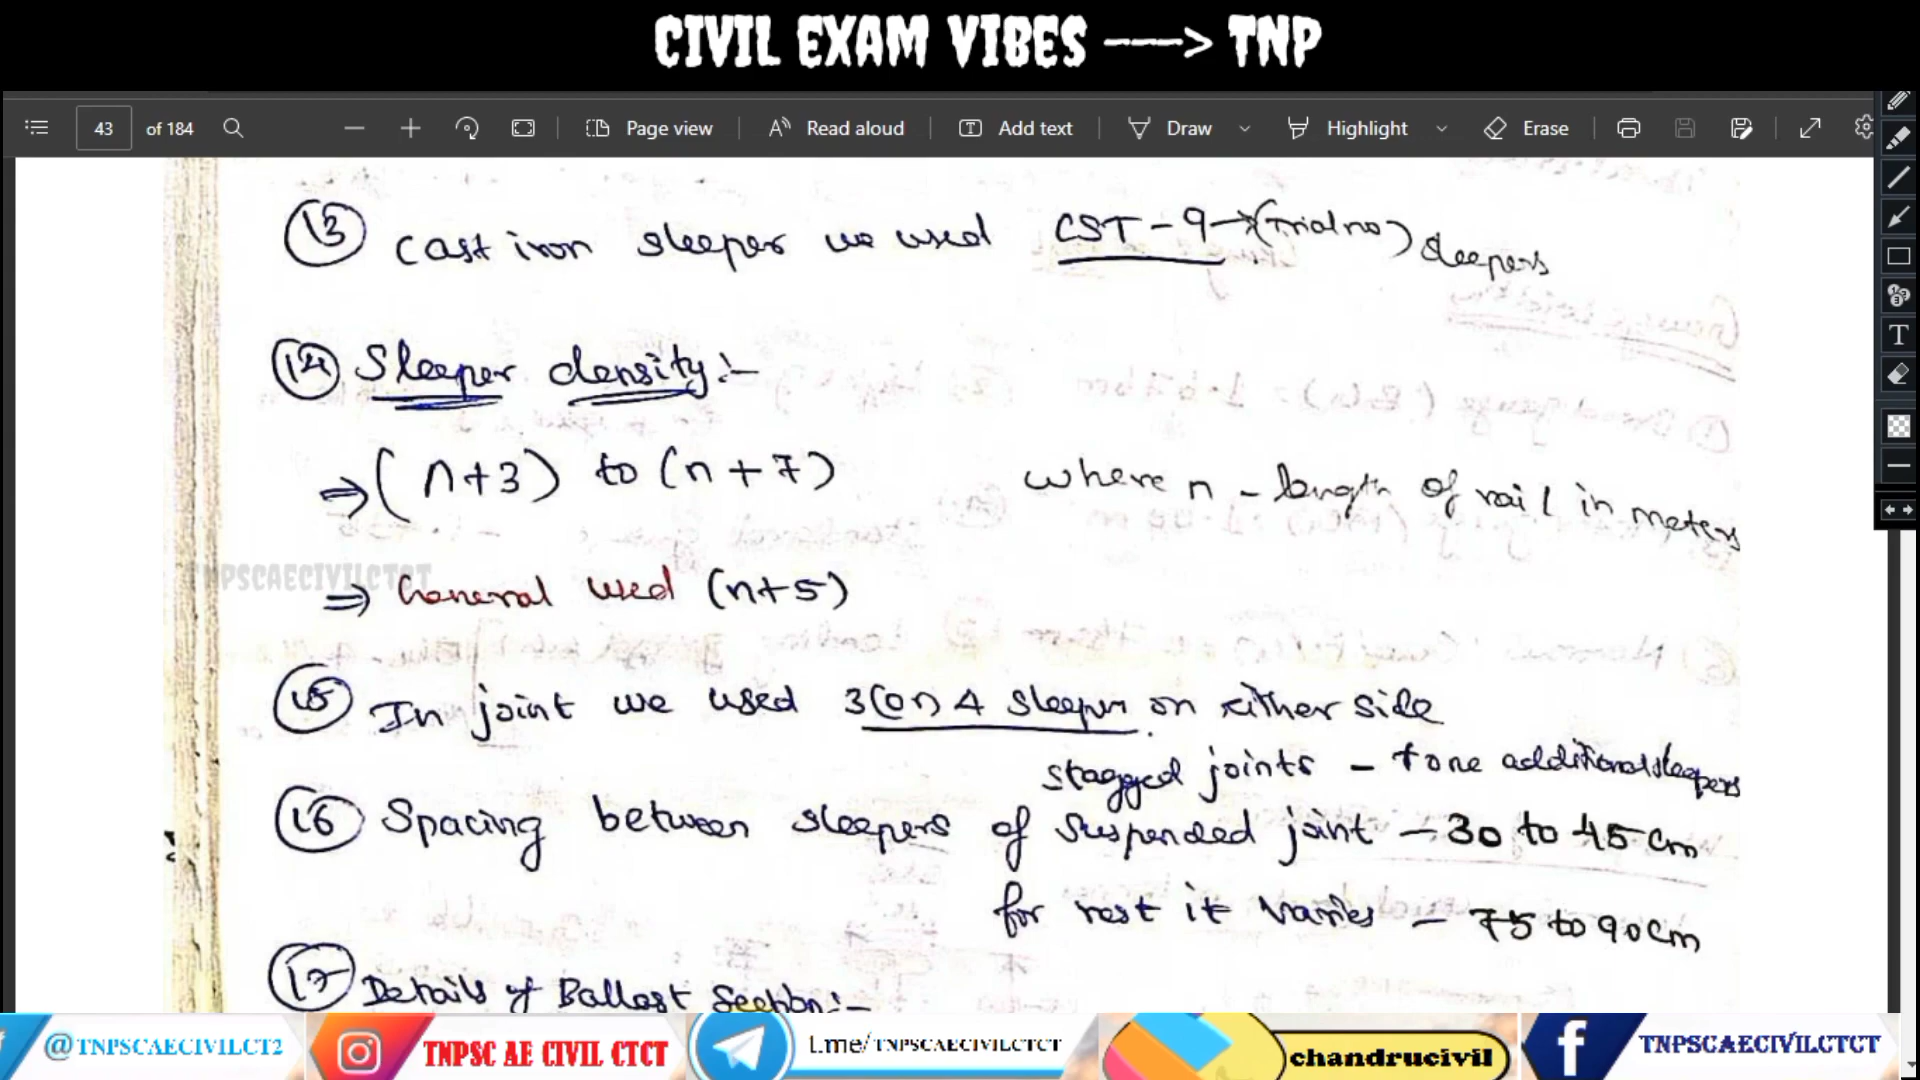 CIVIL EXAM VIBES ----> TNP
43 of 184 Page view Read aloud Add text Draw Highlight Erase
13 Cast iron sleeper we used CST-9→(Trial no) sleepers
14 Sleeper density:-
⇒ (n+3) to (n+7) where n - length of rail in meters
TNPSCAECIVILCTCT
⇒ General used (n+5)
15 In joint we used 3(or) 4 sleeper on either side
stagged joints - + one additional sleepers
16 Spacing between sleepers of suspended joint - 30 to 45 cm
for rest it varies - 75 to 90 cm
17 Details of Ballast Section:-
@TNPSCAECIVILCT2 TNPSC AE CIVIL CTCT t.me/TNPSCAECIVILCTCT chandrucivil TNPSCAECIVILCTCT